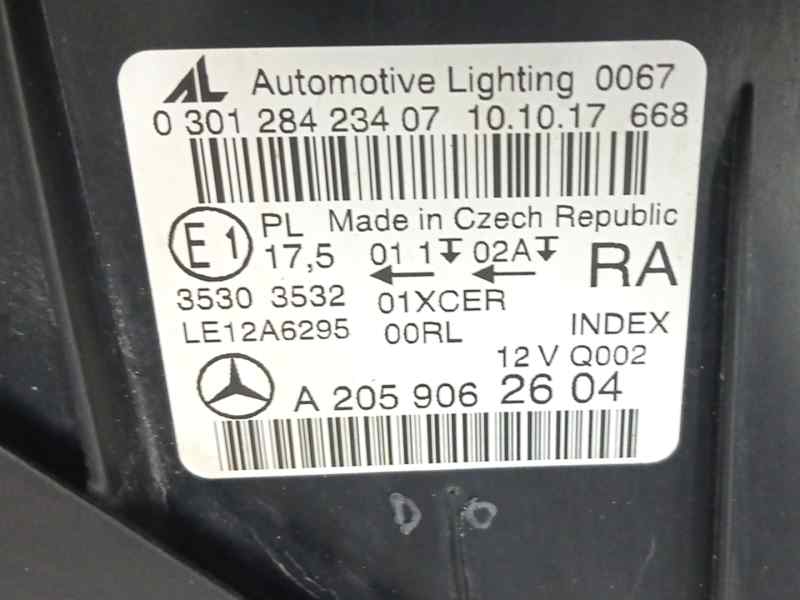 AL Automotive Lighting 0067
0 301 284 234 07 10.10.17 668
E1 PL Made in Czech Republic
17,5 01 1 02A RA
3530 3532 01XCER
LE12A6295 00RL INDEX
12 V Q002
A 205 906 26 04
D O